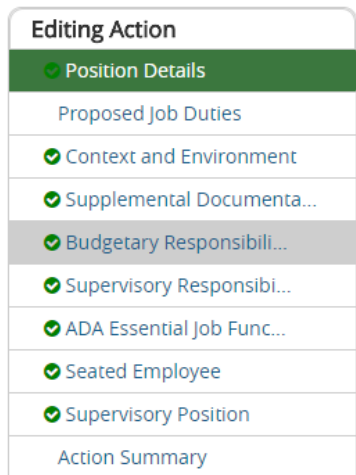 Editing Action
Position Details
Proposed Job Duties
Context and Environment
Supplemental Documenta...
Budgetary Responsibili...
Supervisory Responsibi...
ADA Essential Job Func...
Seated Employee
Supervisory Position
Action Summary